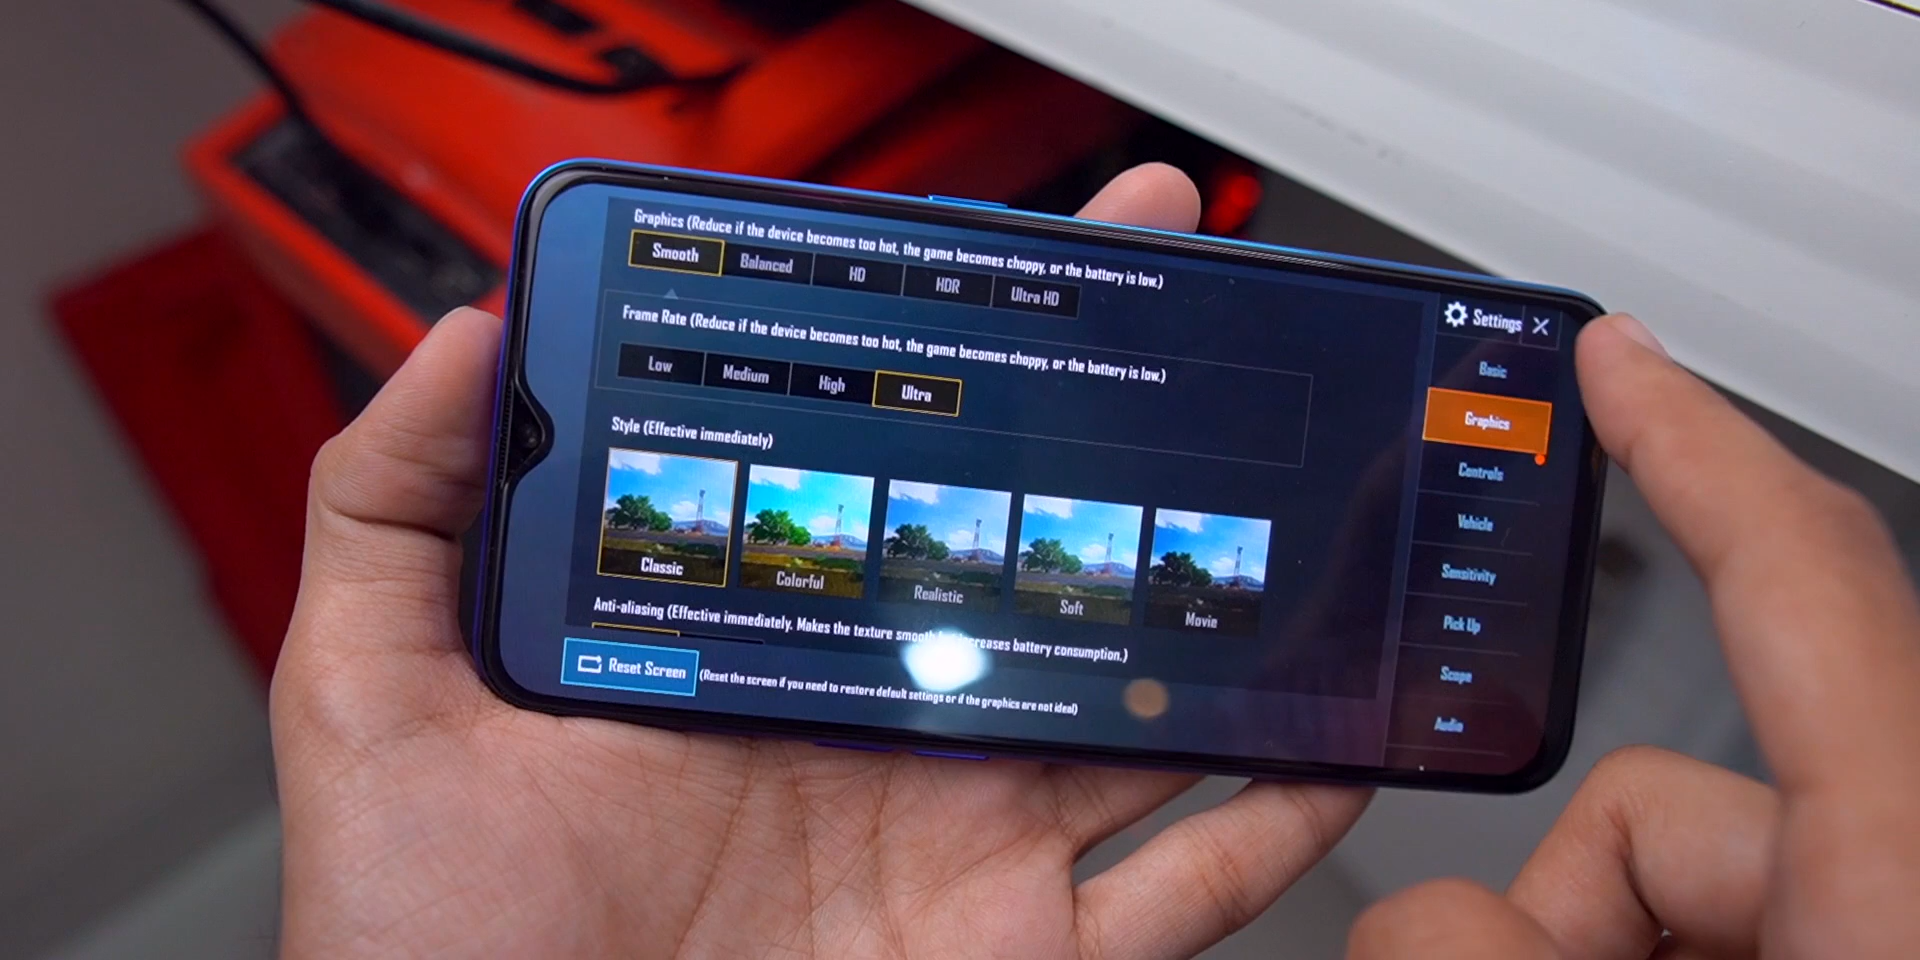 Graphics (Reduce if the device becomes too hot, the game becomes choppy, or the battery is low.)
Smooth Balanced HD HDR Ultra HD
Frame Rate (Reduce if the device becomes too hot, the game becomes choppy, or the battery is low.)
Low Medium High Ultra
Style (Effective immediately)
Classic Colorful Realistic Soft Movie
Anti-aliasing (Effective immediately. Makes the texture smooth increases battery consumption.)
Reset Screen (Reset the screen if you need to restore default settings or if the graphics are not ideal)
Settings X
Basic
Graphics
Controls
Vehicle
Sensitivity
Pick Up
Scope
Audio